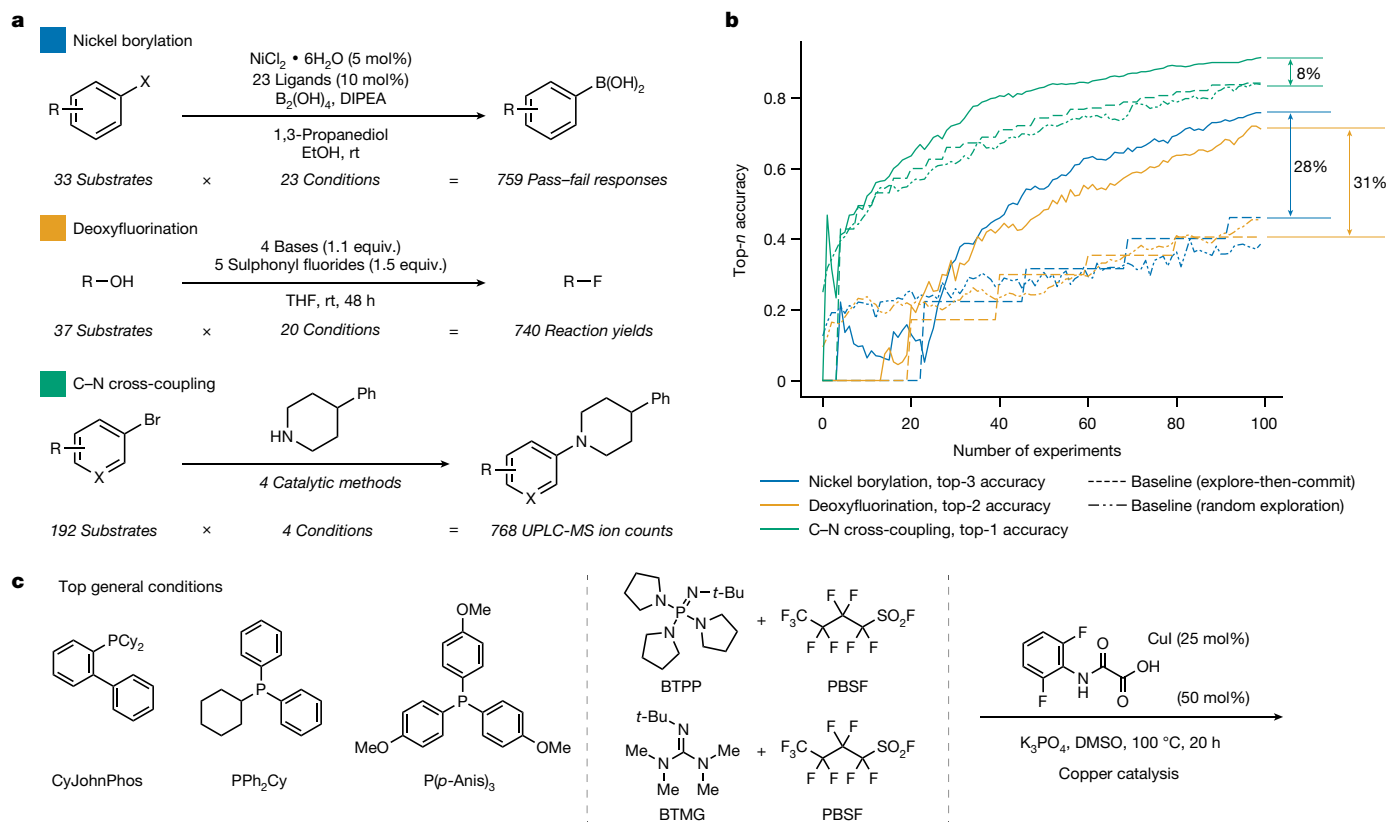 a
Nickel borylation
X
R
NiCl2 • 6H2O (5 mol%)
23 Ligands (10 mol%)
B2(OH)4, DIPEA
1,3-Propanediol
EtOH, rt
B(OH)2
R
33 Substrates × 23 Conditions = 759 Pass–fail responses
Deoxyfluorination
R–OH
4 Bases (1.1 equiv.)
5 Sulphonyl fluorides (1.5 equiv.)
THF, rt, 48 h
R–F
37 Substrates × 20 Conditions = 740 Reaction yields
C–N cross-coupling
Br
R
X
Ph
HN
4 Catalytic methods
Ph
N
R
X
192 Substrates × 4 Conditions = 768 UPLC-MS ion counts
b
Top-n accuracy
0.8
0.6
0.4
0.2
0
0 20 40 60 80 100
Number of experiments
8%
28%
31%
Nickel borylation, top-3 accuracy
Deoxyfluorination, top-2 accuracy
C–N cross-coupling, top-1 accuracy
Baseline (explore-then-commit)
Baseline (random exploration)
c
Top general conditions
PCy2
CyJohnPhos
P
PPh2Cy
OMe
P
MeO
OMe
P(p-Anis)3
N
t-Bu
N
P
N
N
BTPP
+
F F
F3C
SO2F
F F F F
PBSF
t-Bu
N
Me
Me
N
N
Me
Me
BTMG
+
F F
F3C
SO2F
F F F F
PBSF
F
O
OH
N
H
O
F
CuI (25 mol%)
(50 mol%)
K3PO4, DMSO, 100 °C, 20 h
Copper catalysis